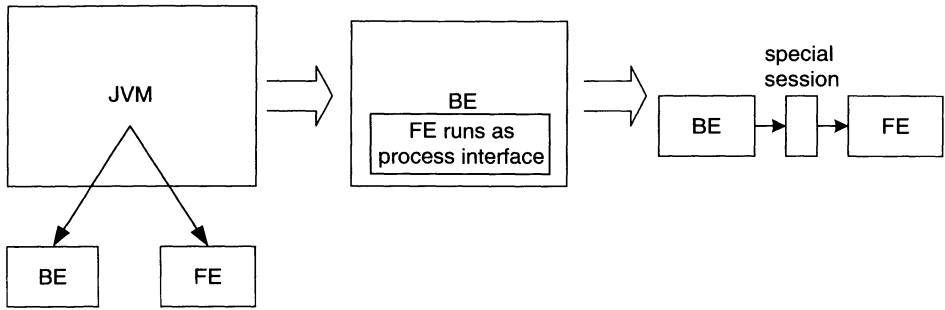 JVM
BE
FE
BE
FE runs as
process interface
special
session
BE
FE